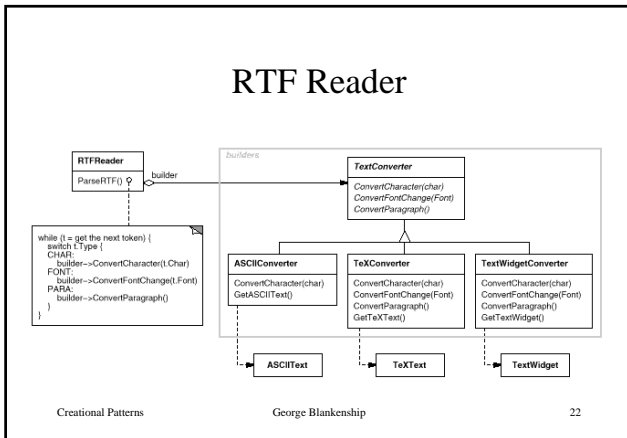 RTF Reader
builders
RTFReader
ParseRTF()
builder
TextConverter
ConvertCharacter(char)
ConvertFontChange(Font)
ConvertParagraph()
while (t = get the next token) {
switch t.Type {
CHAR:
builder->ConvertCharacter(t.Char)
FONT:
builder->ConvertFontChange(t.Font)
PARA:
builder->ConvertParagraph()
}
}
ASCIIConverter
ConvertCharacter(char)
GetASCIIText()
TeXConverter
ConvertCharacter(char)
ConvertFontChange(Font)
ConvertParagraph()
GetTeXText()
TextWidgetConverter
ConvertCharacter(char)
ConvertFontChange(Font)
ConvertParagraph()
GetTextWidget()
ASCIIText
TeXText
TextWidget
Creational Patterns George Blankenship 22